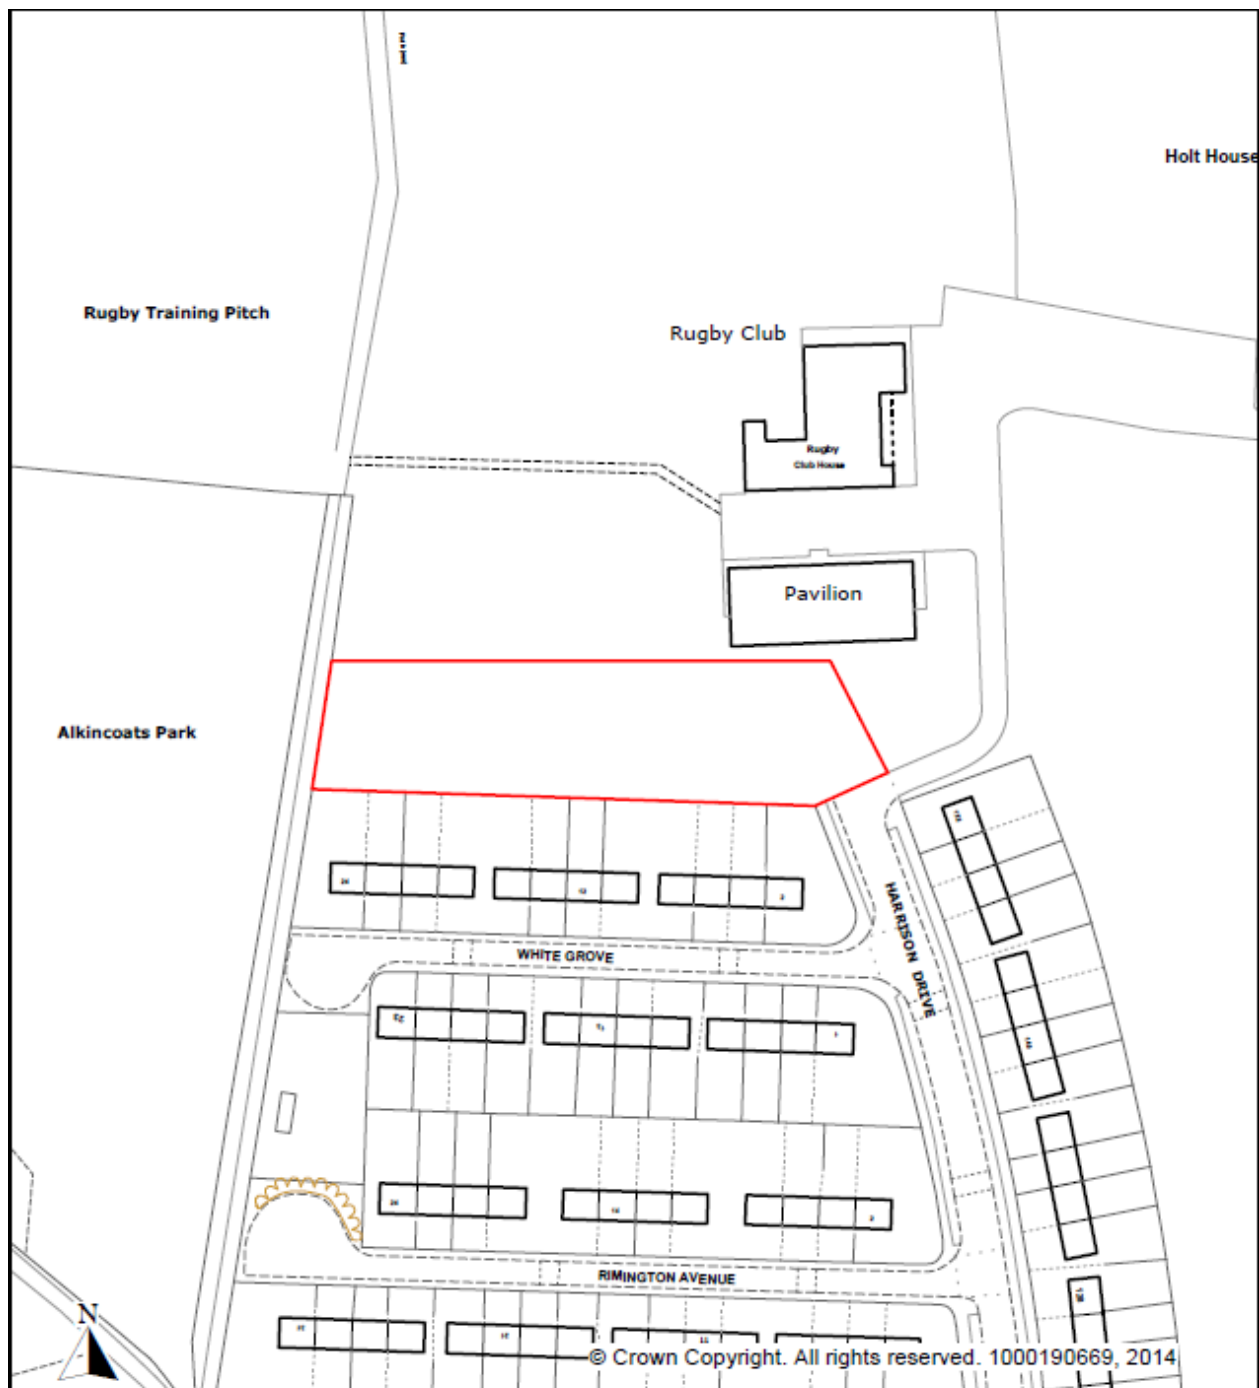 Holt House
Rugby Training Pitch
Rugby Club
Rugby
Club House
Pavilion
Alkincoats Park
HARRISON DRIVE
WHITE GROVE
RIMINGTON AVENUE
N
© Crown Copyright. All rights reserved. 1000190669, 2014